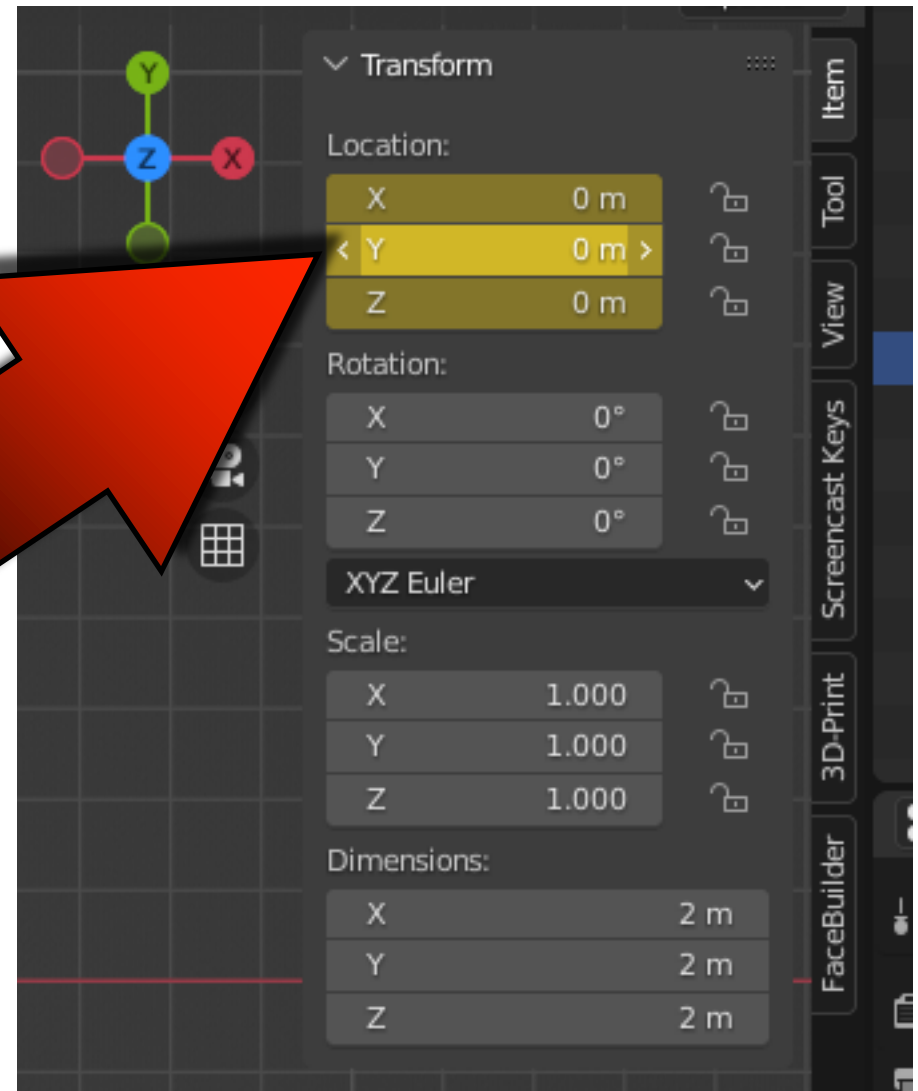 Y
Z X
Transform
Location:
X 0 m
Y 0 m
Z 0 m
Rotation:
X 0°
Y 0°
Z 0°
XYZ Euler
Scale:
X 1.000
Y 1.000
Z 1.000
Dimensions:
X 2 m
Y 2 m
Z 2 m
Item
Tool
View
Screencast Keys
3D-Print
FaceBuilder